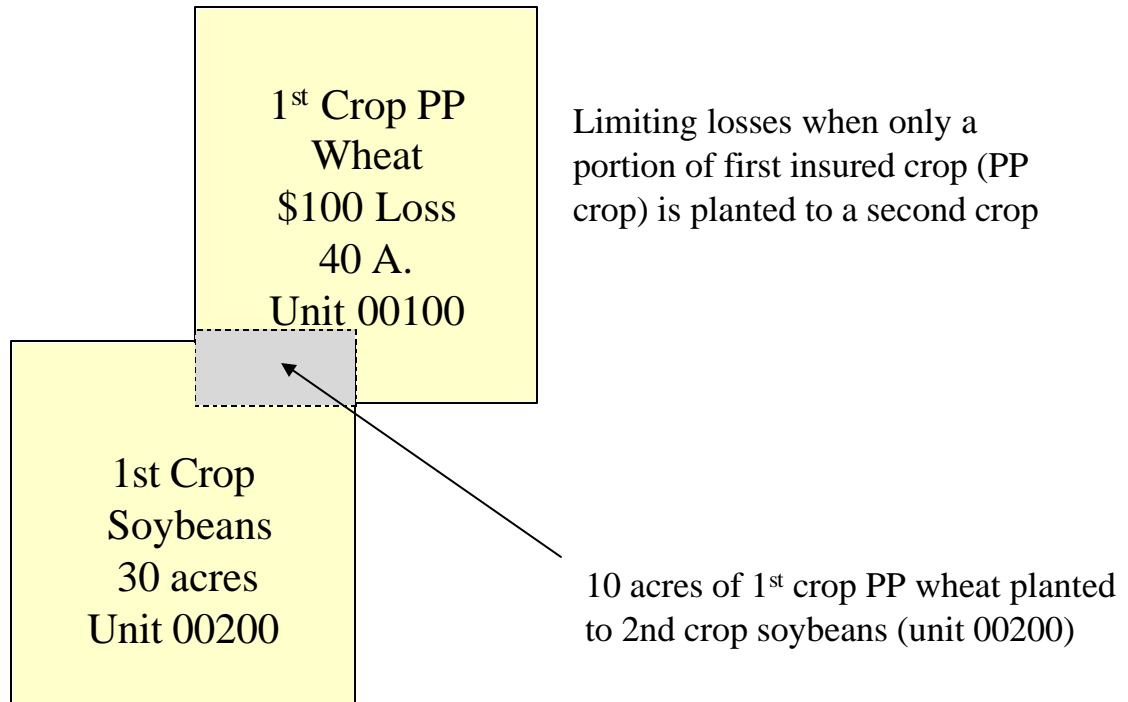 1st Crop PP
Wheat
$100 Loss
40 A.
Unit 00100
Limiting losses when only a
portion of first insured crop (PP
crop) is planted to a second crop
1st Crop
Soybeans
30 acres
Unit 00200
10 acres of 1st crop PP wheat planted
to 2nd crop soybeans (unit 00200)